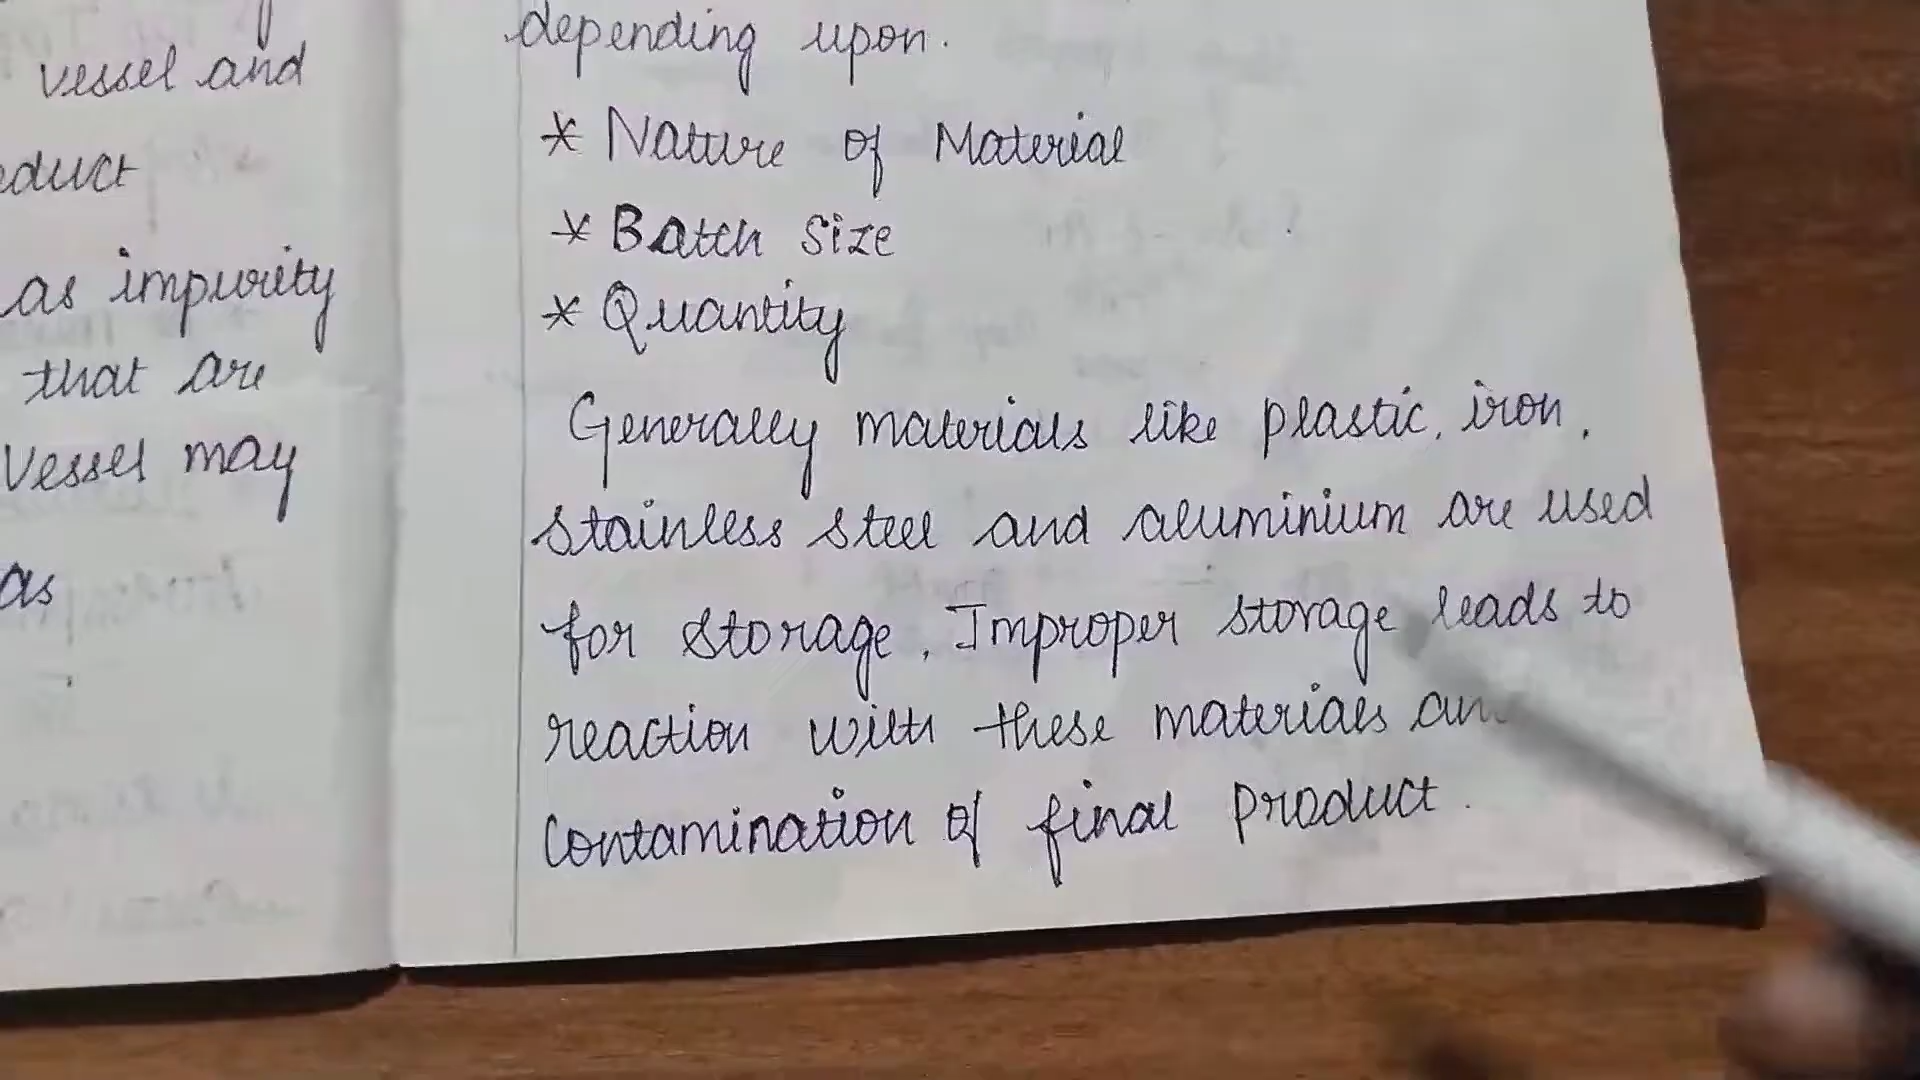 vessel and
as impurity
that are
Vessel may
as
depending upon.
* Nature of Material
* Batch Size
* Quantity
Generally materials like plastic, iron,
stainless steel and aluminium are used
for storage. Improper storage leads to
reaction with these materials
contamination of final product.